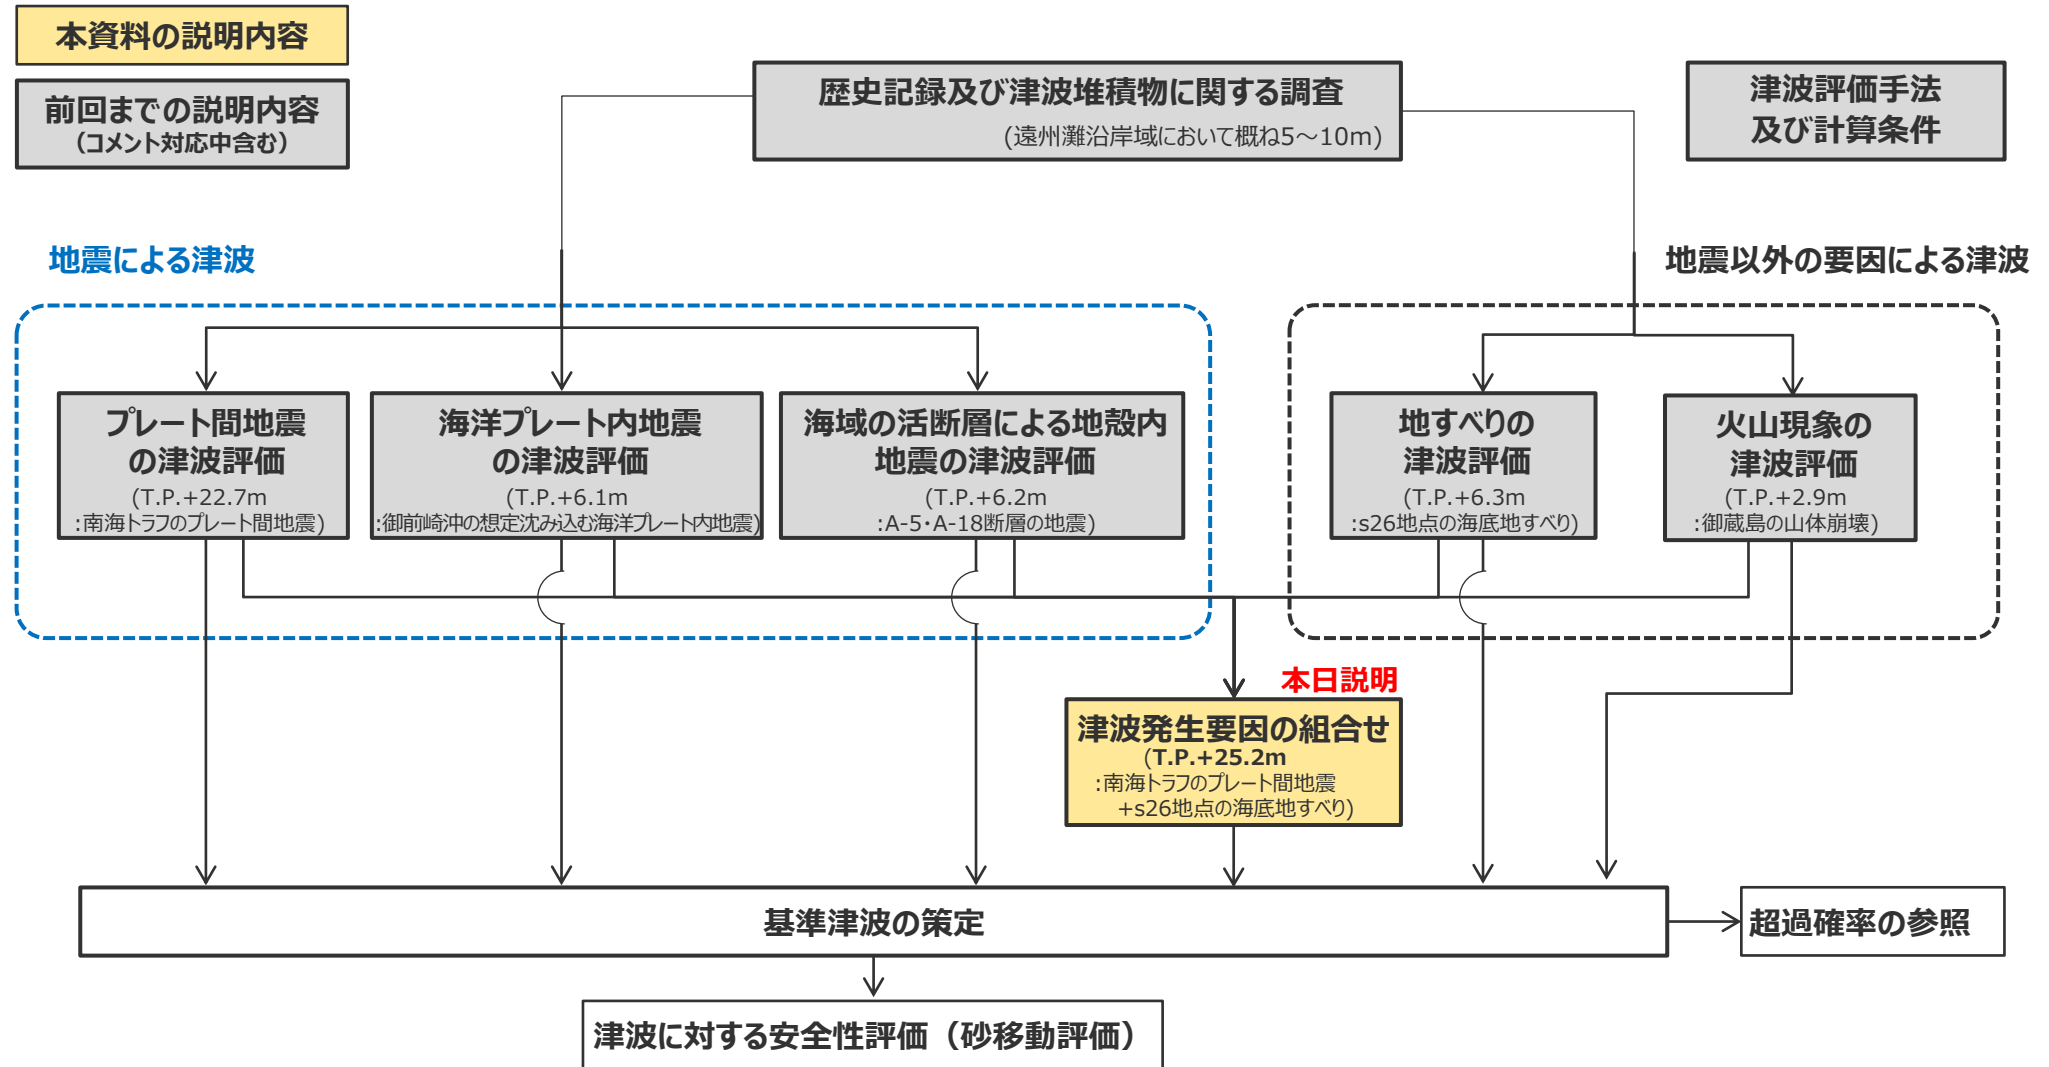 本資料の説明内容
前回までの説明内容
(コメント対応中含む)
歴史記録及び津波堆積物に関する調査
(遠州灘沿岸域において概ね5~10m)
津波評価手法
及び計算条件
地震による津波
地震以外の要因による津波
プレート間地震
の津波評価
(T.P.+22.7m
:南海トラフのプレート間地震)
海洋プレート内地震
の津波評価
(T.P.+6.1m
:御前崎沖の想定沈み込む海洋プレート内地震)
海域の活断層による地殻内
地震の津波評価
(T.P.+6.2m
:A-5・A-18断層の地震)
地すべりの
津波評価
(T.P.+6.3m
:s26地点の海底地すべり)
火山現象の
津波評価
(T.P.+2.9m
:御蔵島の山体崩壊)
本日説明
津波発生要因の組合せ
(T.P.+25.2m
:南海トラフのプレート間地震
+s26地点の海底地すべり)
基準津波の策定
超過確率の参照
津波に対する安全性評価(砂移動評価)